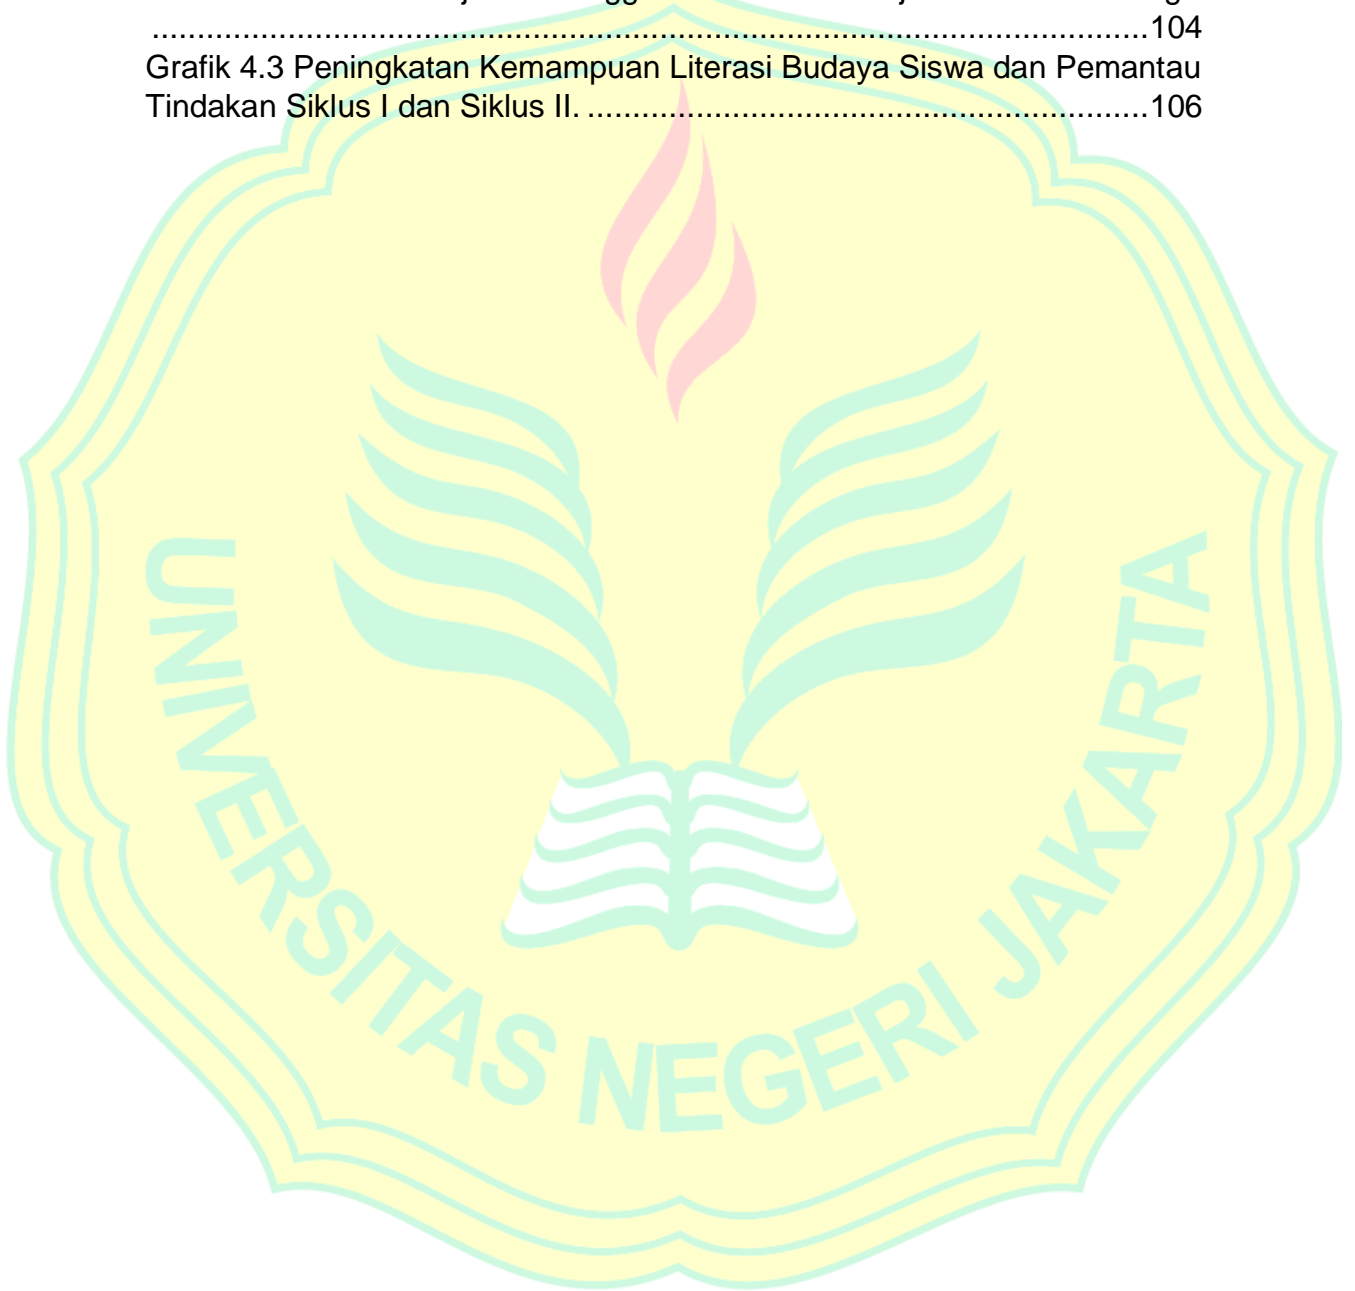 ........................................................................................................104
Grafik 4.3 Peningkatan Kemampuan Literasi Budaya Siswa dan Pemantau
Tindakan Siklus I dan Siklus II. ..............................................................106
UNIVERSITAS NEGERI JAKARTA